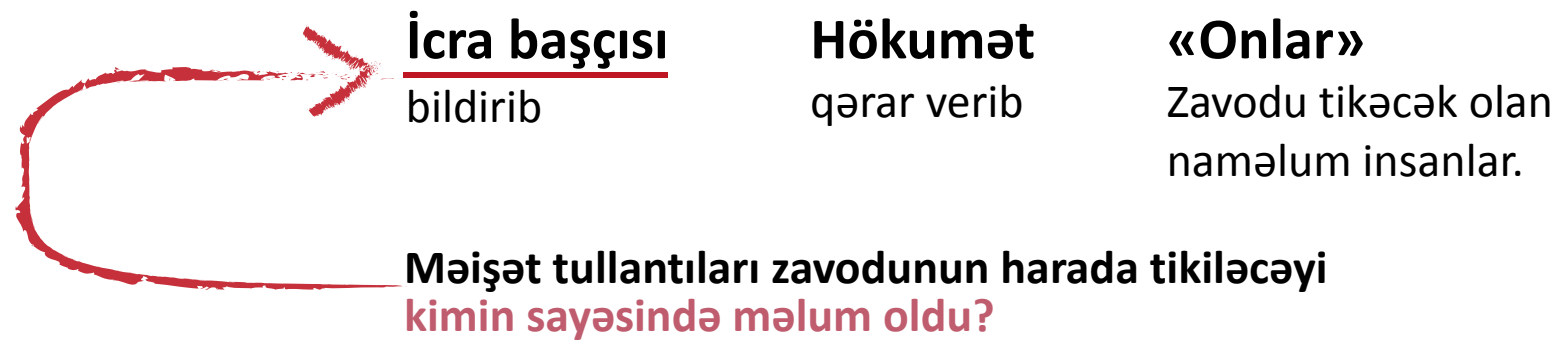 İcra başçısı
bildirib
Hökumət
qərar verib
«Onlar»
Zavodu tikəcək olan
naməlum insanlar.
Məişət tullantıları zavodunun harada tikiləcəyi
kimin sayəsində məlum oldu?